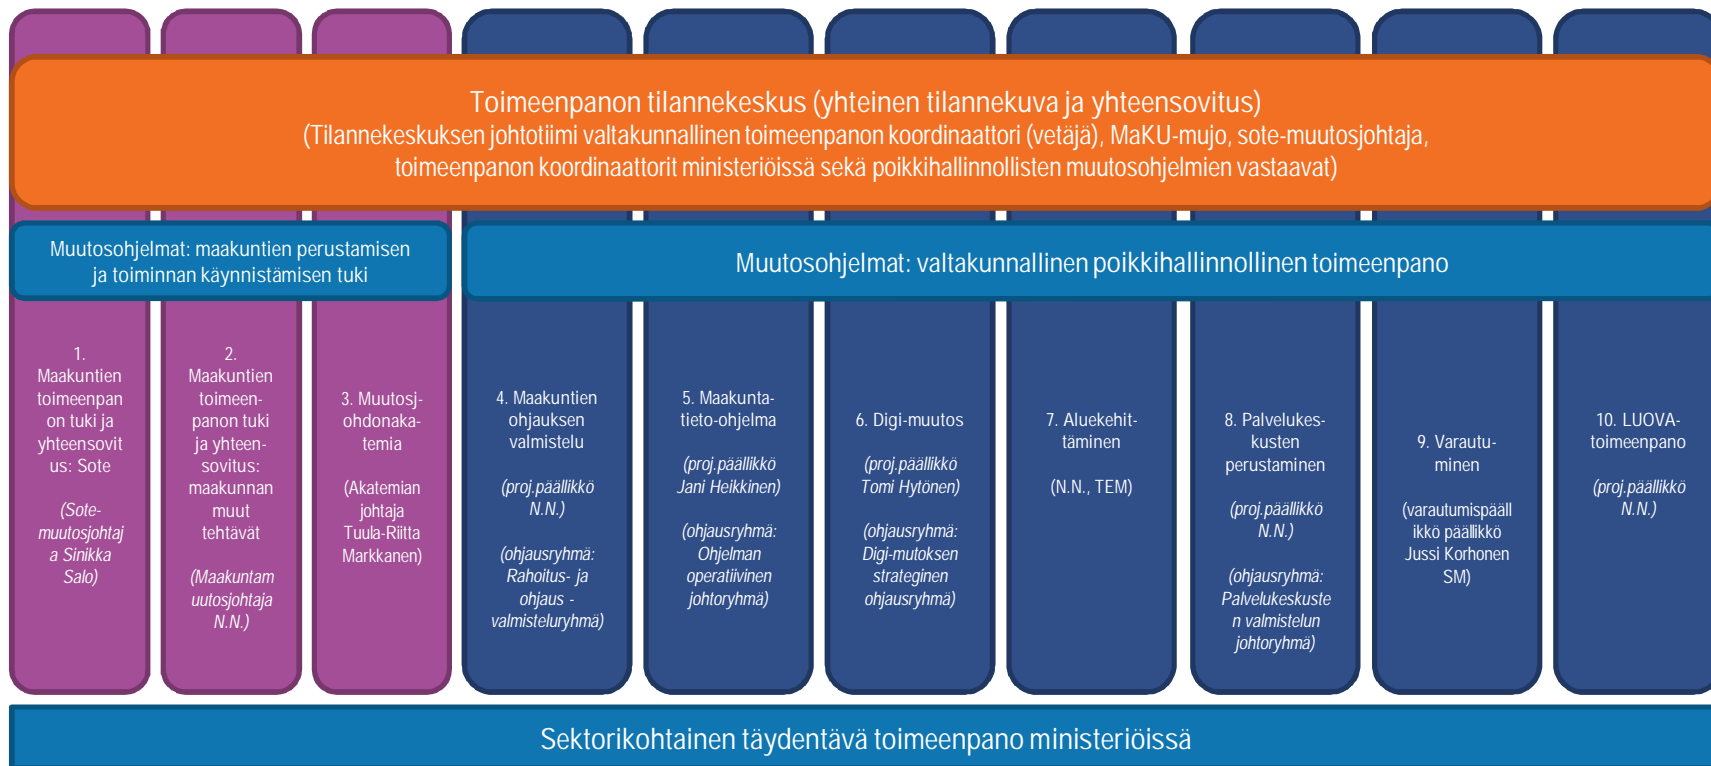 Toimeenpanon tilannekeskus (yhteinen tilannekuva ja yhteensovitus)
(Tilannekeskuksen johtotiimi valtakunnallinen toimeenpanon koordinaattori (vetäjä), MaKU-mujo, sote-muutosjohtaja,
toimeenpanon koordinaattorit ministeriöissä sekä poikkihallinnollisten muutosohjelmien vastaavat)
Muutosohjelmat: maakuntien perustamisen
ja toiminnan käynnistämisen tuki
Muutosohjelmat: valtakunnallinen poikkihallinnollinen toimeenpano
1.
Maakuntien
toimeenpan
on tuki ja
yhteensovit
us: Sote
(Sote-
muutosjohtaj
a Sinikka
Salo)
2.
Maakuntien
toimeen-
panon tuki
ja yhteen-
sovitus:
maakunnan
muut
tehtävät
(Maakuntam
uutosjohtaja
N.N.)
3. Muutosj-
ohdonaka-
temia
(Akatemian
johtaja
Tuula-Riitta
Markkanen)
4. Maakuntien
ohjauksen
valmistelu
(proj.päällikkö
N.N.)
(ohjausryhmä:
Rahoitus- ja
ohjaus -
valmisteluryhmä)
5. Maakunta-
tieto-ohjelma
(proj.päällikkö
Jani Heikkinen)
(ohjausryhmä:
Ohjelman
operatiivinen
johtoryhmä)
6. Digi-muutos
(proj.päällikkö
Tomi Hytönen)
(ohjausryhmä:
Digi-mutoksen
strateginen
ohjausryhmä)
7. Aluekehit-
täminen
(N.N., TEM)
8. Palvelukes-
kusten
perustaminen
(proj.päällikkö
N.N.)
(ohjausryhmä:
Palvelukeskuste
n valmistelun
johtoryhmä)
9. Varautu-
minen
(varautumispääll
ikkö päällikkö
Jussi Korhonen
SM)
10. LUOVA-
toimeenpano
(proj.päällikkö
N.N.)
Sektorikohtainen täydentävä toimeenpano ministeriöissä